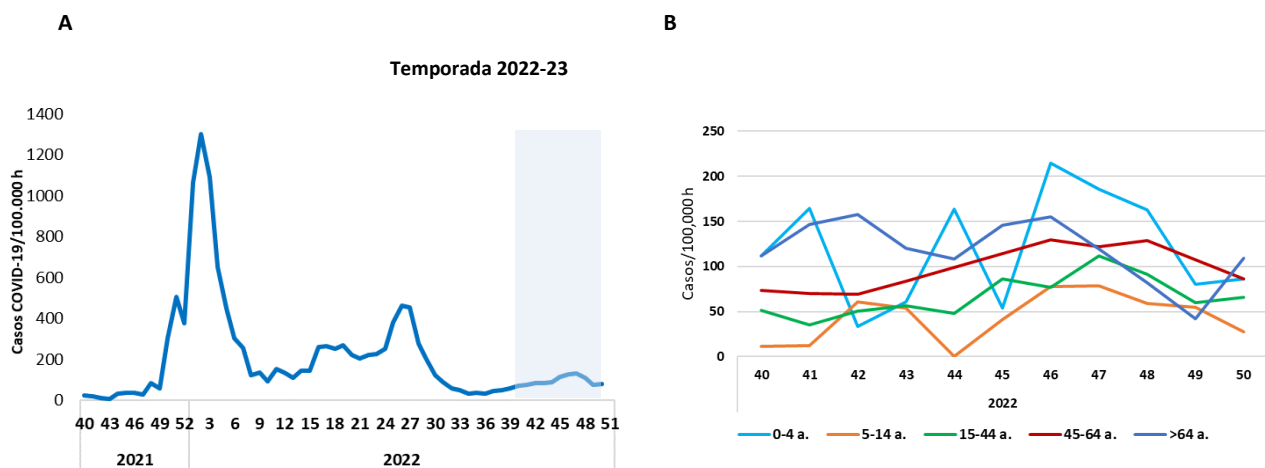 A
B
Temporada 2022-23
Casos COVID-19/100.000 h
1400
1200
1000
800
600
400
200
0
40 43 46 49 52 3 6 9 12 15 18 21 24 27 30 33 36 39 42 45 48 51
2021 2022
Casos/100,000 h
250
200
150
100
50
0
40 41 42 43 44 45 46 47 48 49 50
2022
0-4 a. 5-14 a. 15-44 a. 45-64 a. >64 a.